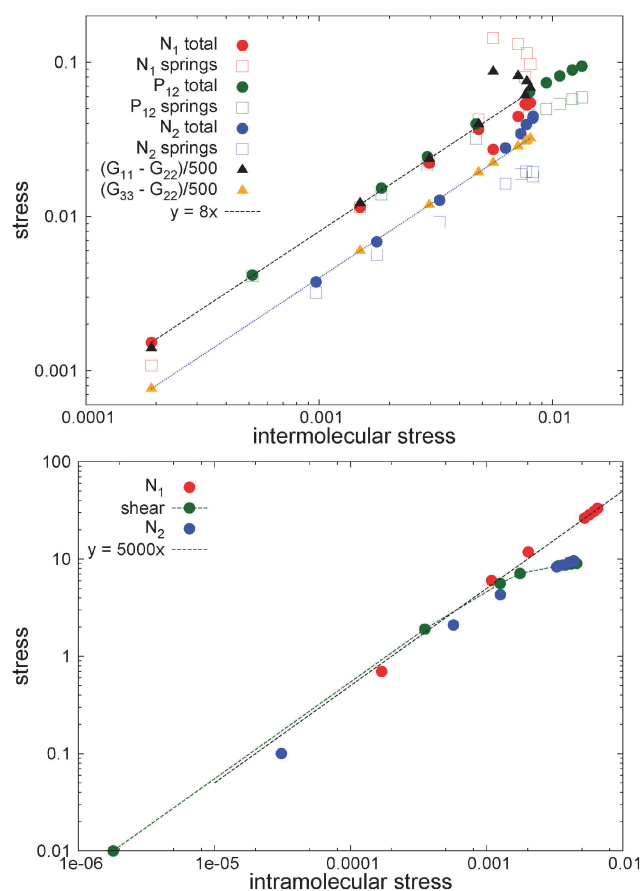 N₁ total
N₁ springs
P₁₂ total
P₁₂ springs
N₂ total
N₂ springs
(G₁₁ - G₂₂)/500
(G₃₃ - G₂₂)/500
y = 8x
0.1
0.01
0.001
stress
0.0001
0.001
0.01
intermolecular stress
N₁
shear
N₂
y = 5000x
100
10
1
0.1
0.01
stress
1e-06
1e-05
0.0001
0.001
0.01
intramolecular stress